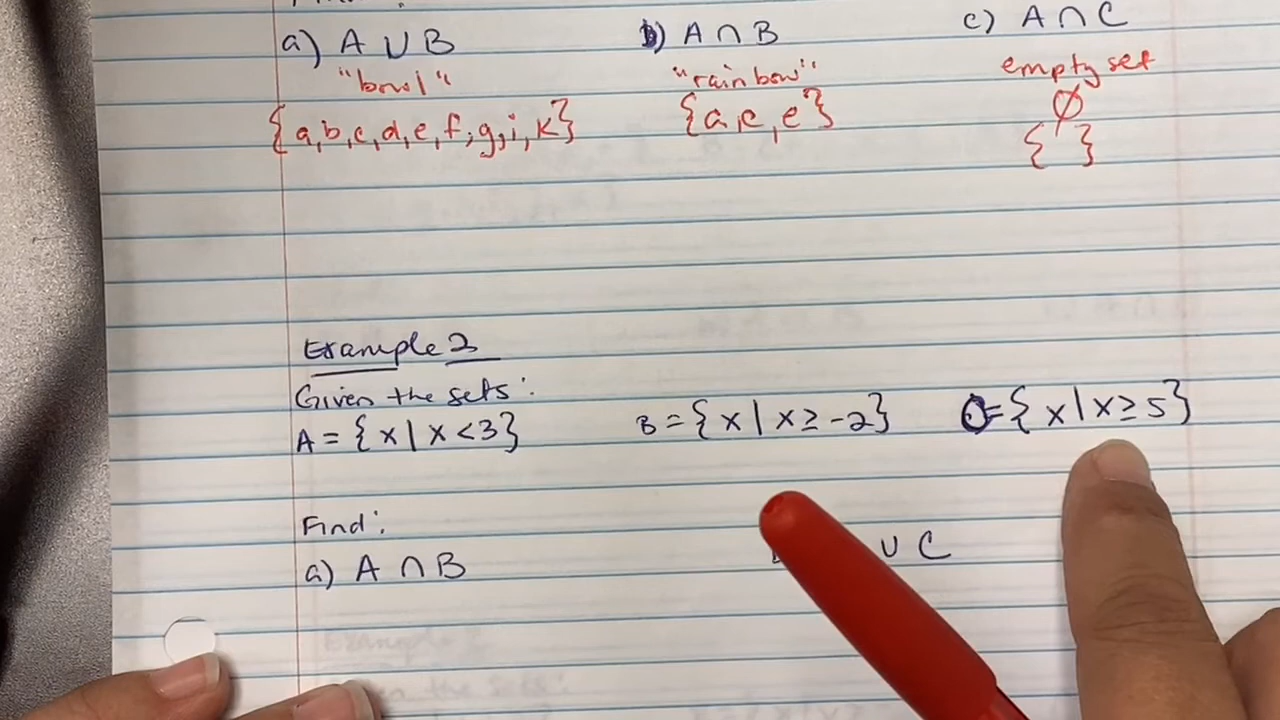 a) A ∪ B b) A ∩ B c) A ∩ C
"bowl" "rainbow" empty set
{a,b,c,d,e,f,g,i,k} {a,c,e} ∅
{ }
Example 2
Given the sets:
A = {x | x < 3} B = {x | x ≥ -2} C = {x | x ≥ 5}
Find:
a) A ∩ B ∪ C